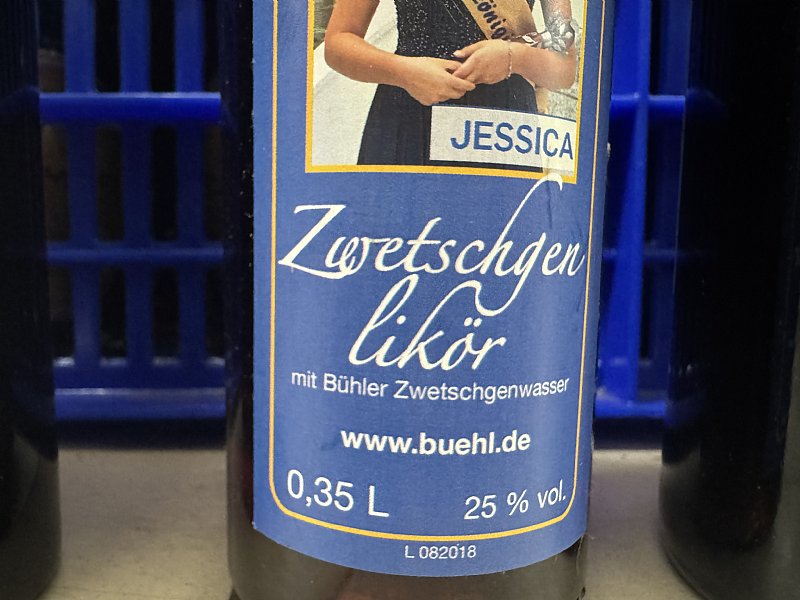 JESSICA
Zwetschgen
likör
mit Bühler Zwetschgenwasser
www.buehl.de
0,35 L 25 % vol.
L 082018